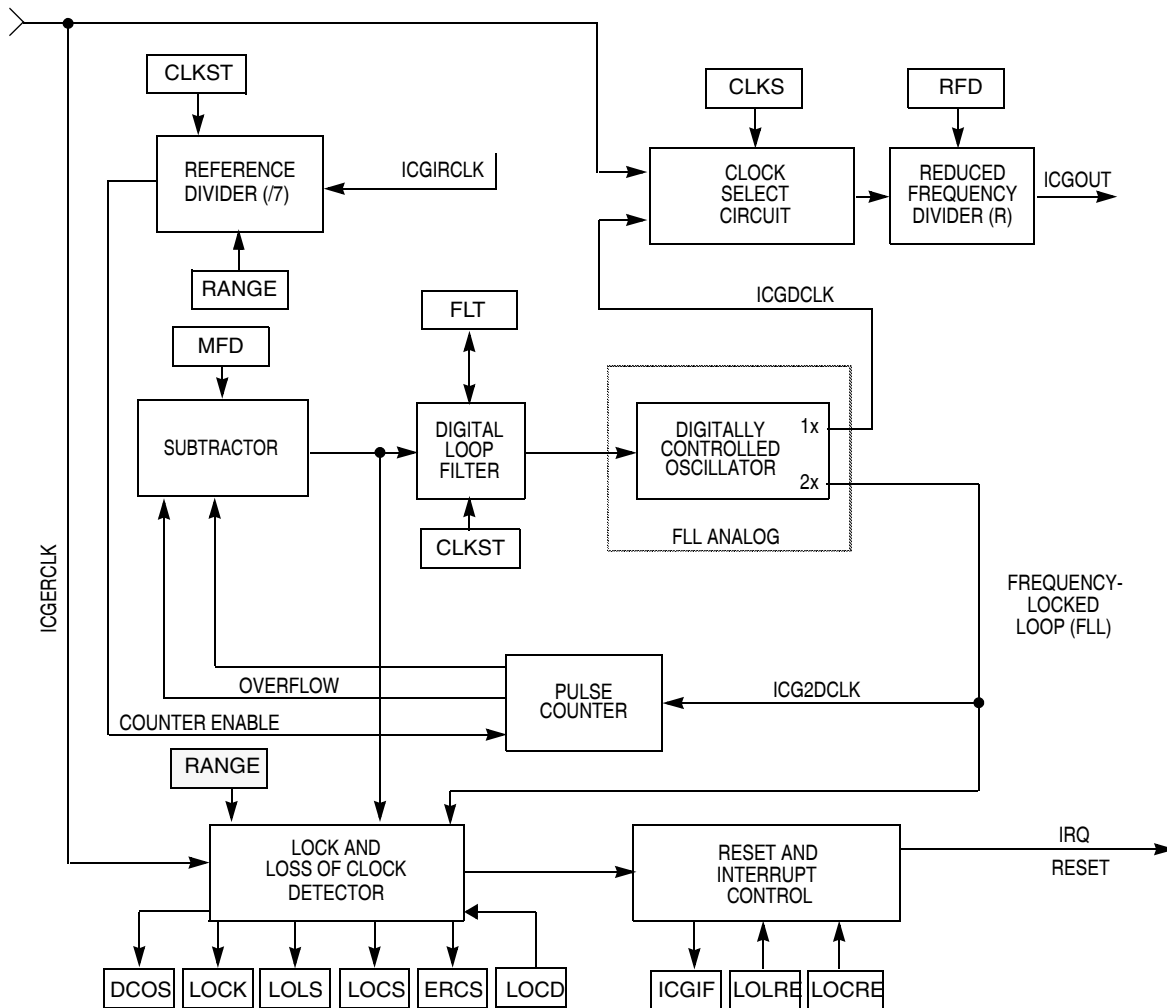 CLKST
CLKS
RFD
REFERENCE
DIVIDER (/7)
ICGIRCLK
CLOCK
SELECT
CIRCUIT
REDUCED
FREQUENCY
DIVIDER (R)
ICGOUT
RANGE
ICGDCLK
FLT
MFD
SUBTRACTOR
DIGITAL
LOOP
FILTER
DIGITALLY
CONTROLLED
OSCILLATOR
1x
2x
CLKST
FLL ANALOG
ICGERCLK
FREQUENCY-
LOCKED
LOOP (FLL)
OVERFLOW
PULSE
COUNTER
ICG2DCLK
COUNTER ENABLE
RANGE
LOCK AND
LOSS OF CLOCK
DETECTOR
RESET AND
INTERRUPT
CONTROL
IRQ
RESET
DCOS
LOCK
LOLS
LOCS
ERCS
LOCD
ICGIF
LOLRE
LOCRE